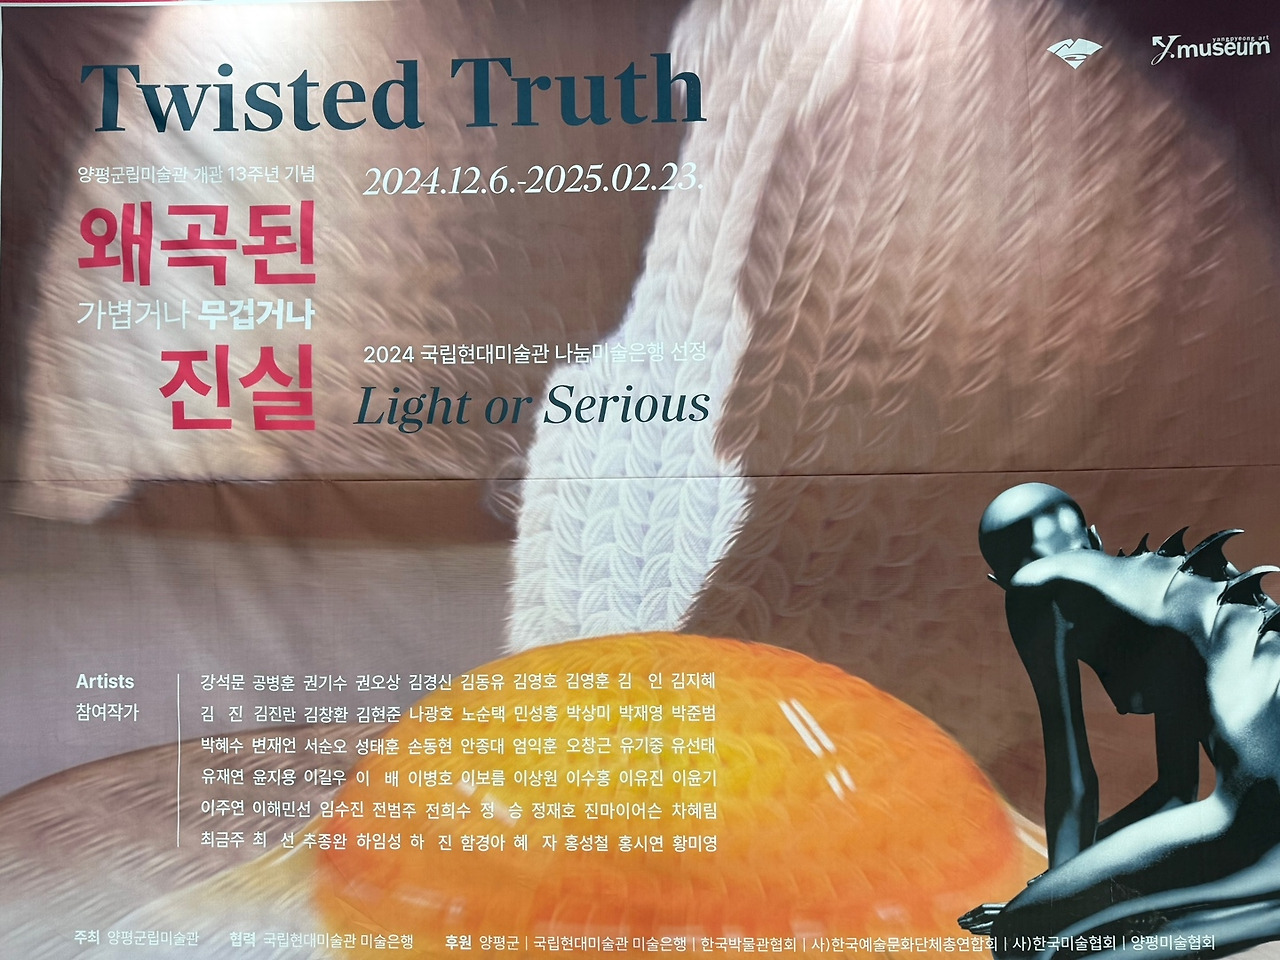 Twisted Truth
양평군립미술관 개관 13주년 기념
2024.12.6.-2025.02.23.
왜곡된
가볍거나 무겁거나
진실
2024 국립현대미술관 나눔미술은행 선정
Light or Serious
yangpyeong art
y.museum
Artists
참여작가
강석문 공병훈 권기수 권오상 김경신 김동유 김영호 김영훈 김 인 김지혜
김 진 김진란 김창환 김현준 나광호 노순택 민성홍 박상미 박재영 박준범
박혜수 변재언 서순오 성태훈 손동현 안종대 엄익훈 오창근 유기중 유선태
유재연 윤지용 이길우 이 배 이병호 이보름 이상원 이수홍 이유진 이윤기
이주연 이해민선 임수진 전범주 전희수 정 승 정재호 진마이어슨 차혜림
최금주 최 선 추종완 하임성 하 진 함경아 혜 자 홍성철 홍시연 황미영
주최 양평군립미술관 협력 국립현대미술관 미술은행 후원 양평군 | 국립현대미술관 미술은행 | 한국박물관협회 | 사)한국예술문화단체총연합회 | 사)한국미술협회 | 양평미술협회